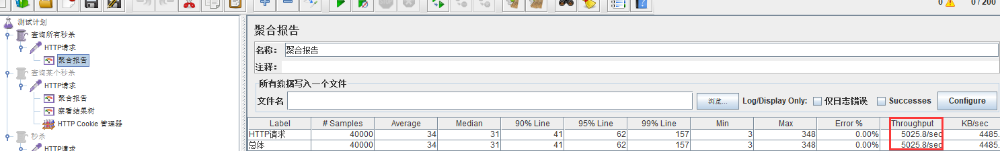 0 0 / 200
测试计划
查询所有秒杀
HTTP请求
聚合报告
查询某个秒杀
HTTP请求
聚合报告
察看结果树
HTTP Cookie 管理器
秒杀
HTTP请求
聚合报告
名称： 聚合报告
注释：
所有数据写入一个文件
文件名 浏览... Log/Display Only: 仅日志错误 Successes Configure
Label # Samples Average Median 90% Line 95% Line 99% Line Min Max Error % Throughput KB/sec
HTTP请求 40000 34 31 41 62 157 3 348 0.00% 5025.8/sec 4485.
总体 40000 34 31 41 62 157 3 348 0.00% 5025.8/sec 4485.